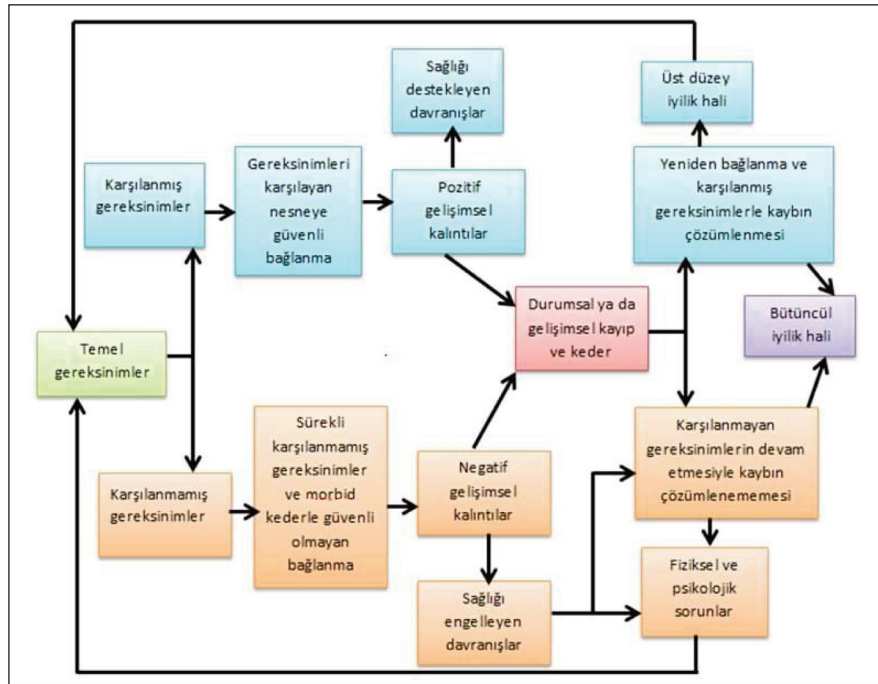 Sağlığı
destekleyen
davranışlar
Üst düzey
iyilik hali
Karşılanmış
gereksinimler
Gereksinimleri
karşılayan
nesneye
güvenli
bağlanma
Pozitif
gelişimsel
kalıntılar
Yeniden bağlanma ve
karşılanmış
gereksinimlerle kaybın
çözümlenmesi
Durumsal ya da
gelişimsel kayıp
ve keder
Bütüncül
iyilik hali
Temel
gereksinimler
Karşılanmamış
gereksinimler
Sürekli
karşılanmamış
gereksinimler
ve morbid
kederle güvenli
olmayan
bağlanma
Negatif
gelişimsel
kalıntılar
Karşılanmayan
gereksinimlerin devam
etmesiyle kaybın
çözümlenememesi
Sağlığı
engelleyen
davranışlar
Fiziksel ve
psikolojik
sorunlar